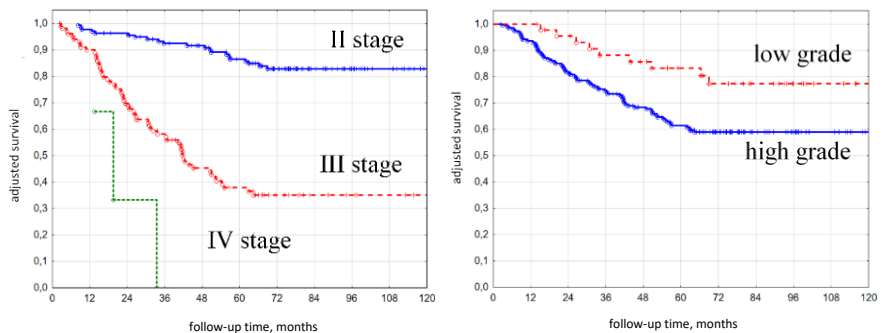 1,0
0,9
0,8
0,7
0,6
0,5
0,4
0,3
0,2
0,1
0,0
adjusted survival
II stage
III stage
IV stage
0 12 24 36 48 60 72 84 96 108 120
follow-up time, months
1,0
0,9
0,8
0,7
0,6
0,5
0,4
0,3
0,2
0,1
0,0
adjusted survival
low grade
high grade
0 12 24 36 48 60 72 84 96 108 120
follow-up time, months